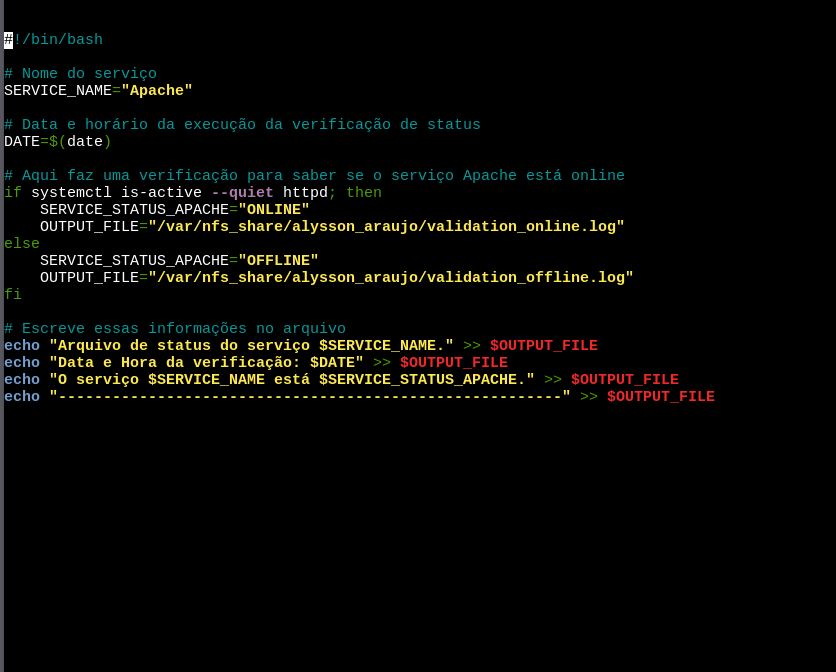 #!/bin/bash

# Nome do serviço
SERVICE_NAME="Apache"

# Data e horário da execução da verificação de status
DATE=$(date)

# Aqui faz uma verificação para saber se o serviço Apache está online
if systemctl is-active --quiet httpd; then
    SERVICE_STATUS_APACHE="ONLINE"
    OUTPUT_FILE="/var/nfs_share/alysson_araujo/validation_online.log"
else
    SERVICE_STATUS_APACHE="OFFLINE"
    OUTPUT_FILE="/var/nfs_share/alysson_araujo/validation_offline.log"
fi

# Escreve essas informações no arquivo
echo "Arquivo de status do serviço $SERVICE_NAME." >> $OUTPUT_FILE
echo "Data e Hora da verificação: $DATE" >> $OUTPUT_FILE
echo "O serviço $SERVICE_NAME está $SERVICE_STATUS_APACHE." >> $OUTPUT_FILE
echo "--------------------------------------------------------" >> $OUTPUT_FILE